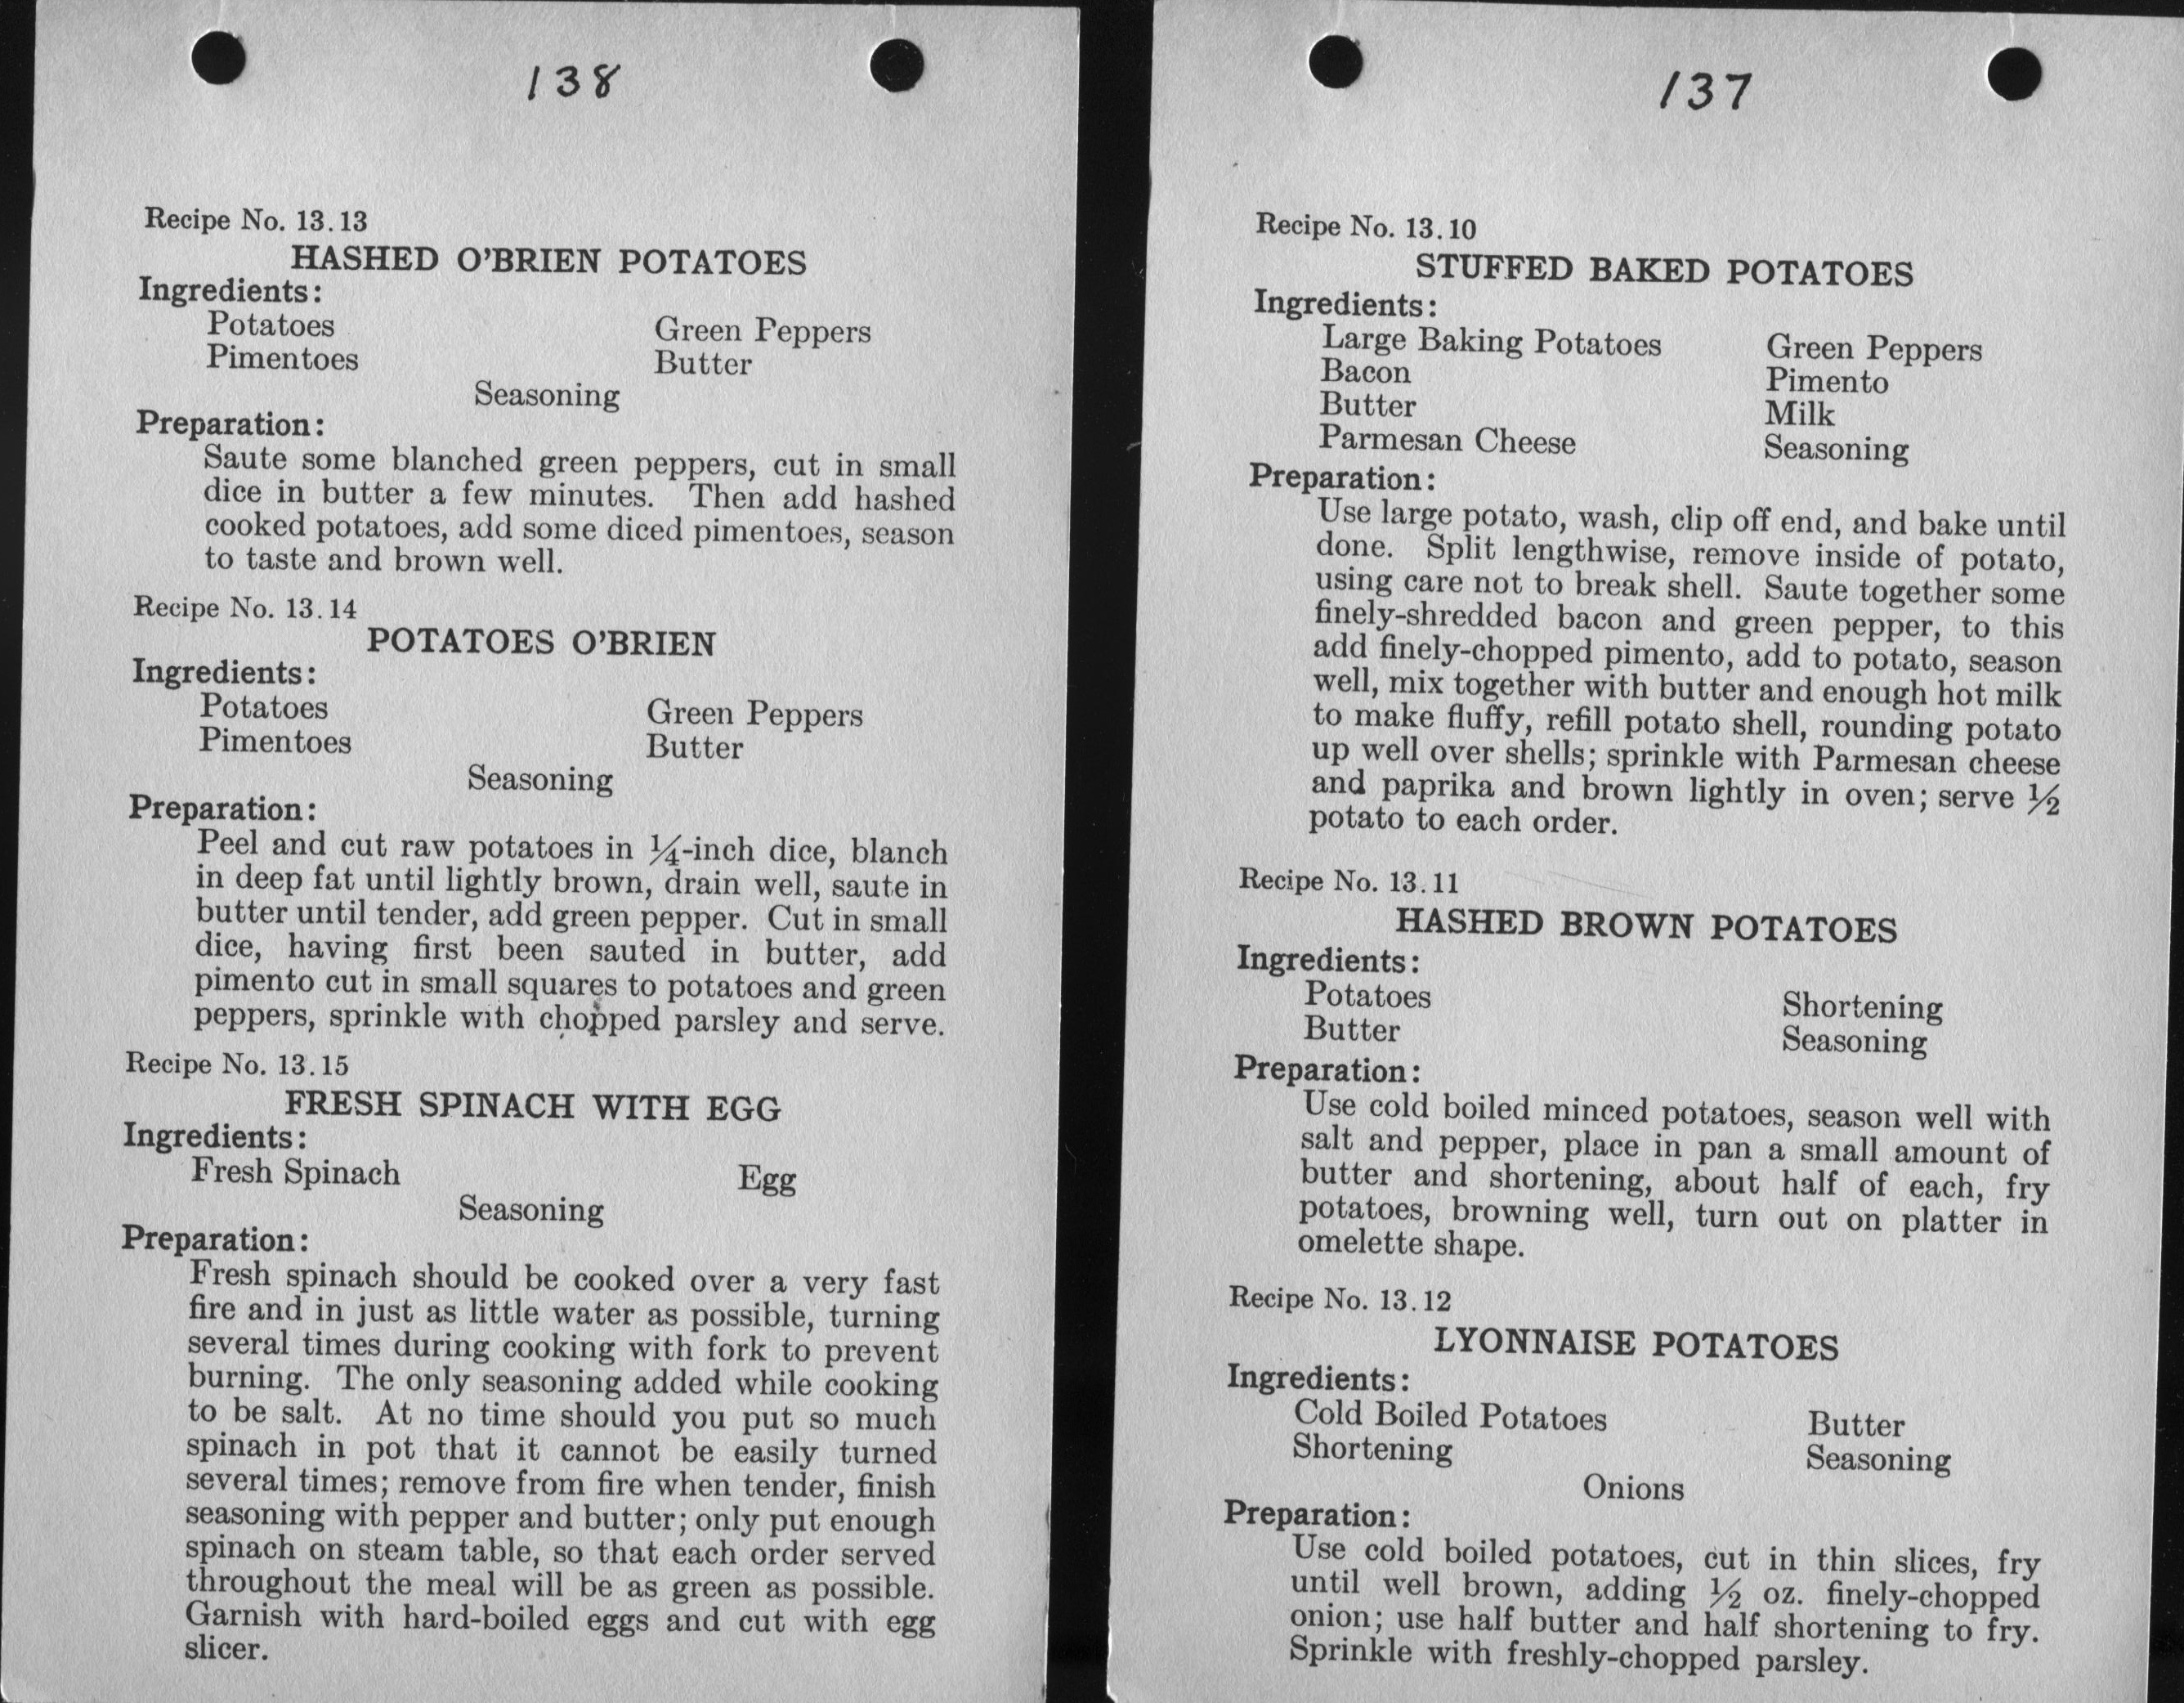 138
Recipe No. 13.13
HASHED O'BRIEN POTATOES
Ingredients:
Potatoes Green Peppers
Pimentoes Butter
Seasoning
Preparation:
Saute some blanched green peppers, cut in small
dice in butter a few minutes. Then add hashed
cooked potatoes, add some diced pimentoes, season
to taste and brown well.
Recipe No. 13.14
POTATOES O'BRIEN
Ingredients:
Potatoes Green Peppers
Pimentoes Butter
Seasoning
Preparation:
Peel and cut raw potatoes in ¼-inch dice, blanch
in deep fat until lightly brown, drain well, saute in
butter until tender, add green pepper. Cut in small
dice, having first been sauted in butter, add
pimento cut in small squares to potatoes and green
peppers, sprinkle with chopped parsley and serve.
Recipe No. 13.15
FRESH SPINACH WITH EGG
Ingredients:
Fresh Spinach Egg
Seasoning
Preparation:
Fresh spinach should be cooked over a very fast
fire and in just as little water as possible, turning
several times during cooking with fork to prevent
burning. The only seasoning added while cooking
to be salt. At no time should you put so much
spinach in pot that it cannot be easily turned
several times; remove from fire when tender, finish
seasoning with pepper and butter; only put enough
spinach on steam table, so that each order served
throughout the meal will be as green as possible.
Garnish with hard-boiled eggs and cut with egg
slicer.
137
Recipe No. 13.10
STUFFED BAKED POTATOES
Ingredients:
Large Baking Potatoes Green Peppers
Bacon Pimento
Butter Milk
Parmesan Cheese Seasoning
Preparation:
Use large potato, wash, clip off end, and bake until
done. Split lengthwise, remove inside of potato,
using care not to break shell. Saute together some
finely-shredded bacon and green pepper, to this
add finely-chopped pimento, add to potato, season
well, mix together with butter and enough hot milk
to make fluffy, refill potato shell, rounding potato
up well over shells; sprinkle with Parmesan cheese
and paprika and brown lightly in oven; serve ½
potato to each order.
Recipe No. 13.11
HASHED BROWN POTATOES
Ingredients:
Potatoes Shortening
Butter Seasoning
Preparation:
Use cold boiled minced potatoes, season well with
salt and pepper, place in pan a small amount of
butter and shortening, about half of each, fry
potatoes, browning well, turn out on platter in
omelette shape.
Recipe No. 13.12
LYONNAISE POTATOES
Ingredients:
Cold Boiled Potatoes Butter
Shortening Seasoning
Onions
Preparation:
Use cold boiled potatoes, cut in thin slices, fry
until well brown, adding ½ oz. finely-chopped
onion; use half butter and half shortening to fry.
Sprinkle with freshly-chopped parsley.